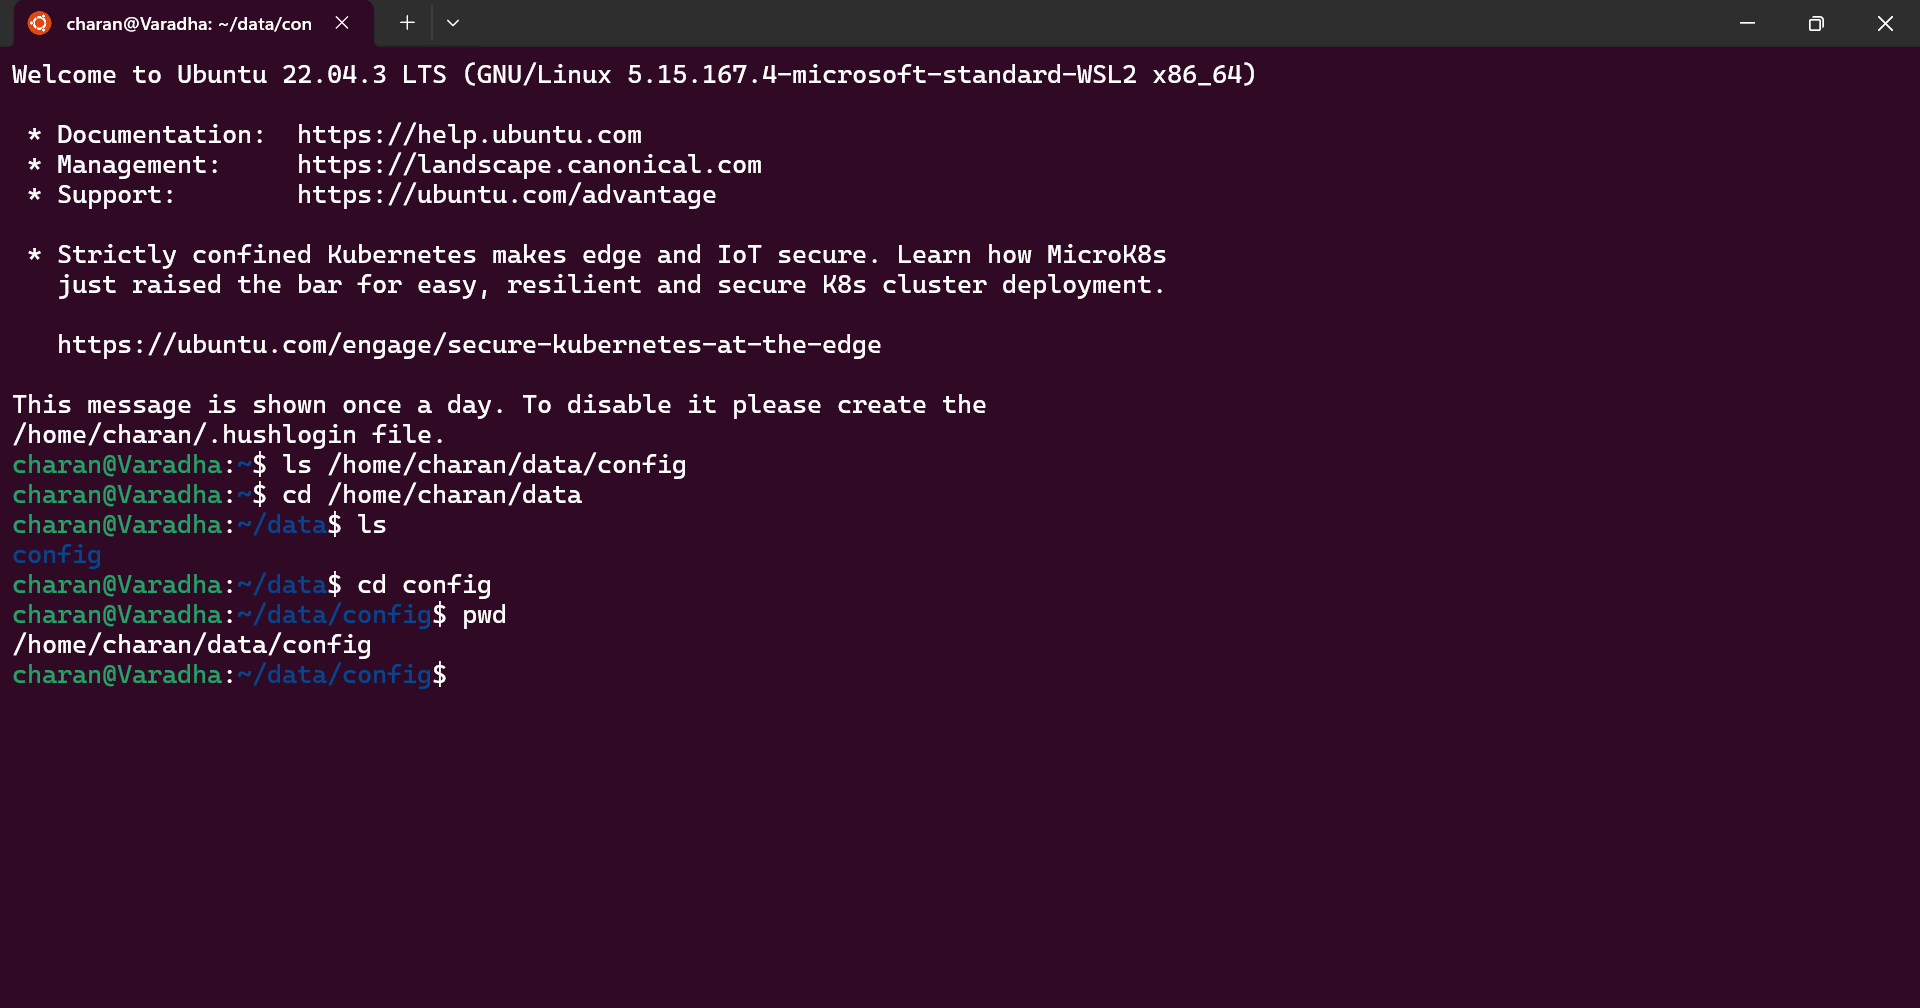 charan@Varadha: ~/data/con
Welcome to Ubuntu 22.04.3 LTS (GNU/Linux 5.15.167.4-microsoft-standard-WSL2 x86_64)
* Documentation:  https://help.ubuntu.com
* Management:     https://landscape.canonical.com
* Support:        https://ubuntu.com/advantage
* Strictly confined Kubernetes makes edge and IoT secure. Learn how MicroK8s
just raised the bar for easy, resilient and secure K8s cluster deployment.
https://ubuntu.com/engage/secure-kubernetes-at-the-edge
This message is shown once a day. To disable it please create the
/home/charan/.hushlogin file.
charan@Varadha:~$ ls /home/charan/data/config
charan@Varadha:~$ cd /home/charan/data
charan@Varadha:~/data$ ls
config
charan@Varadha:~/data$ cd config
charan@Varadha:~/data/config$ pwd
/home/charan/data/config
charan@Varadha:~/data/config$